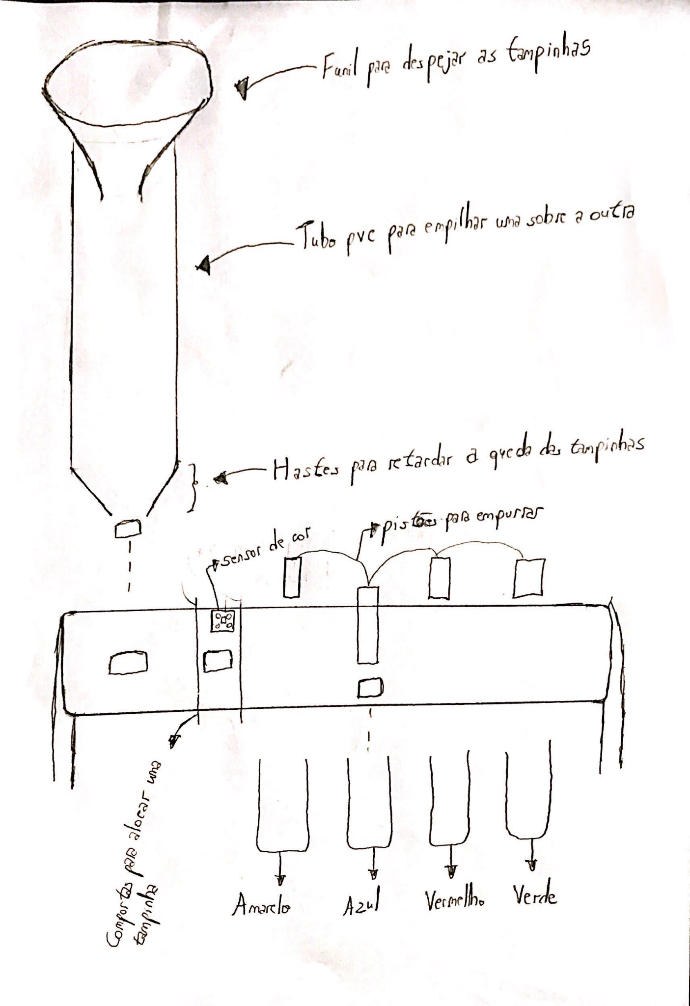 Funil para despejar as tampinhas
Tubo pvc para empilhar uma sobre a outra
Hastes para retardar a queda das tampinhas
pistões para empurrar
sensor de cor
Comportas para alocar uma
tampinha
Amarelo
Azul
Vermelho
Verde